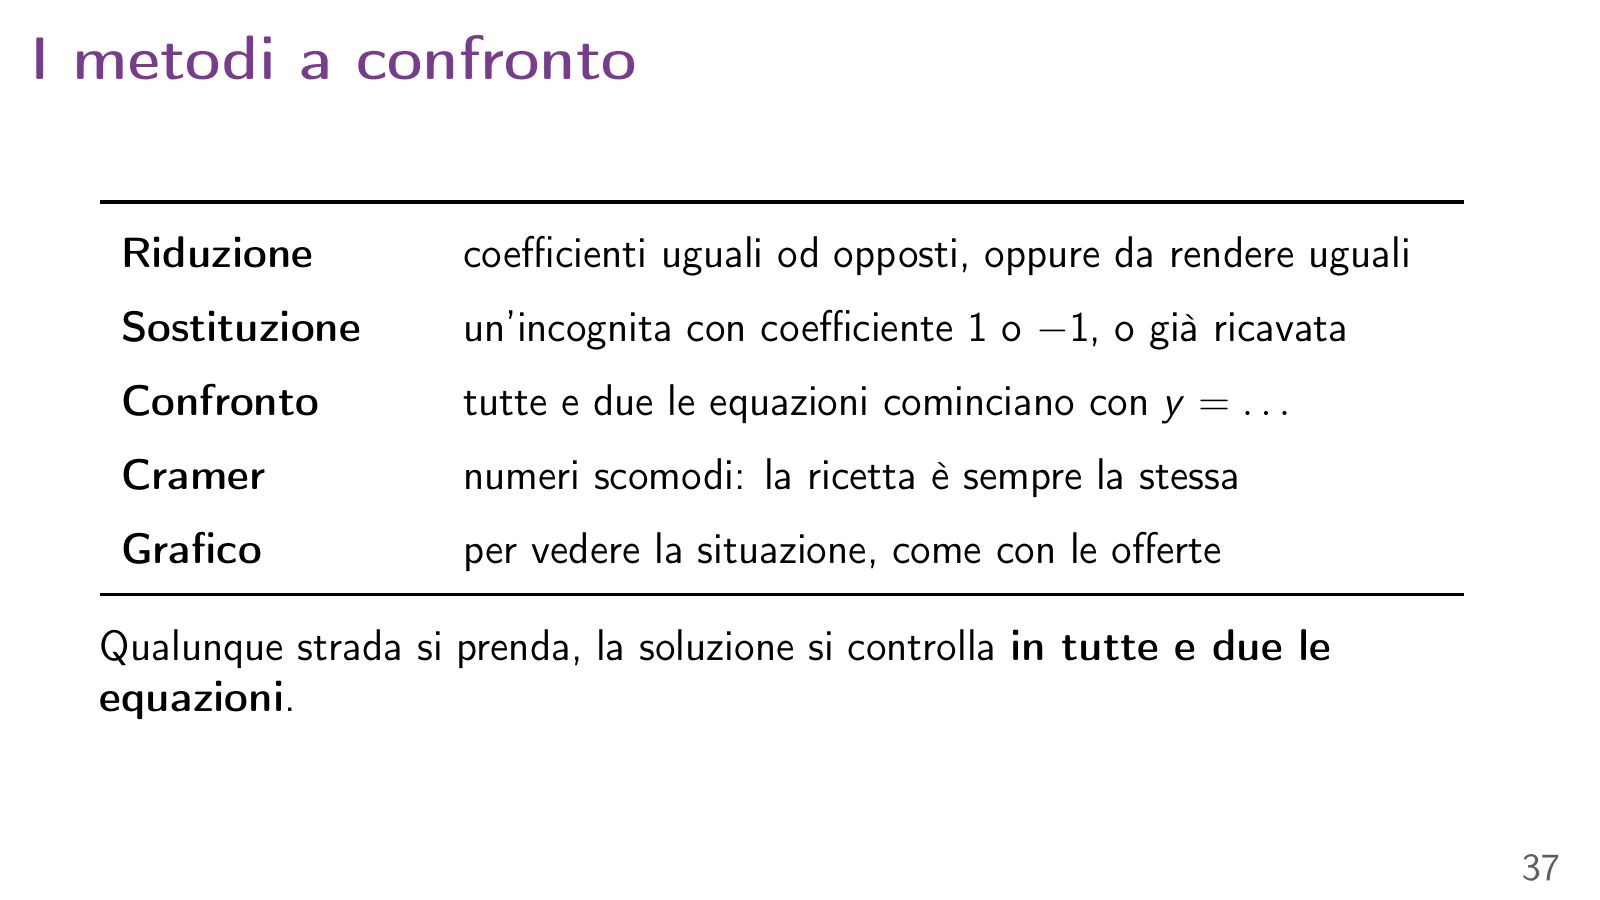 I metodi a confronto
Riduzione coefficienti uguali od opposti, oppure da rendere uguali
Sostituzione un'incognita con coefficiente 1 o −1, o già ricavata
Confronto tutte e due le equazioni cominciano con y = . . .
Cramer numeri scomodi: la ricetta è sempre la stessa
Grafico per vedere la situazione, come con le offerte
Qualunque strada si prenda, la soluzione si controlla in tutte e due le
equazioni.
37